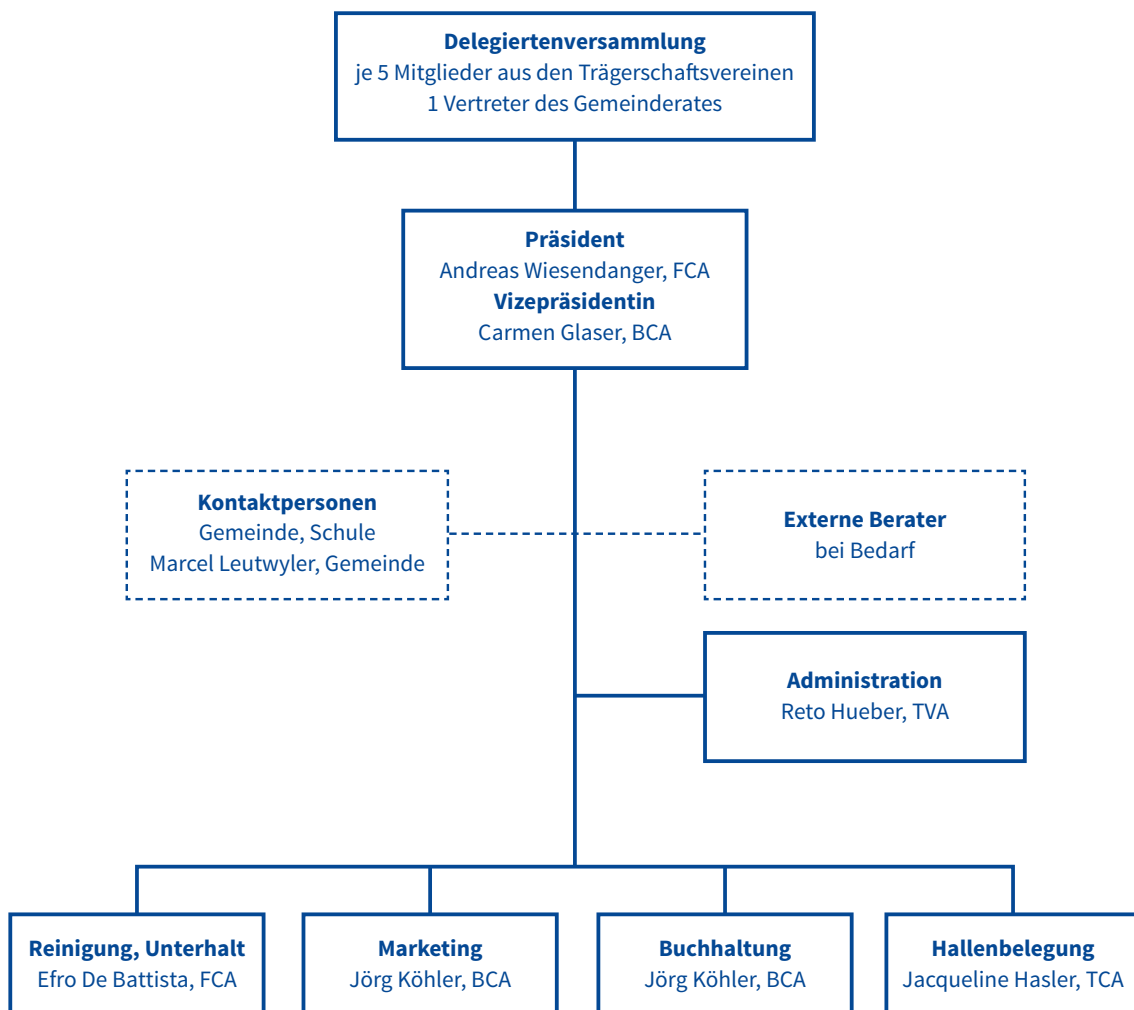 Delegiertenversammlung
je 5 Mitglieder aus den Trägerschaftsvereinen
1 Vertreter des Gemeinderates
Präsident
Andreas Wiesendanger, FCA
Vizepräsidentin
Carmen Glaser, BCA
Kontaktpersonen
Gemeinde, Schule
Marcel Leutwyler, Gemeinde
Externe Berater
bei Bedarf
Administration
Reto Hueber, TVA
Reinigung, Unterhalt
Efro De Battista, FCA
Marketing
Jörg Köhler, BCA
Buchhaltung
Jörg Köhler, BCA
Hallenbelegung
Jacqueline Hasler, TCA